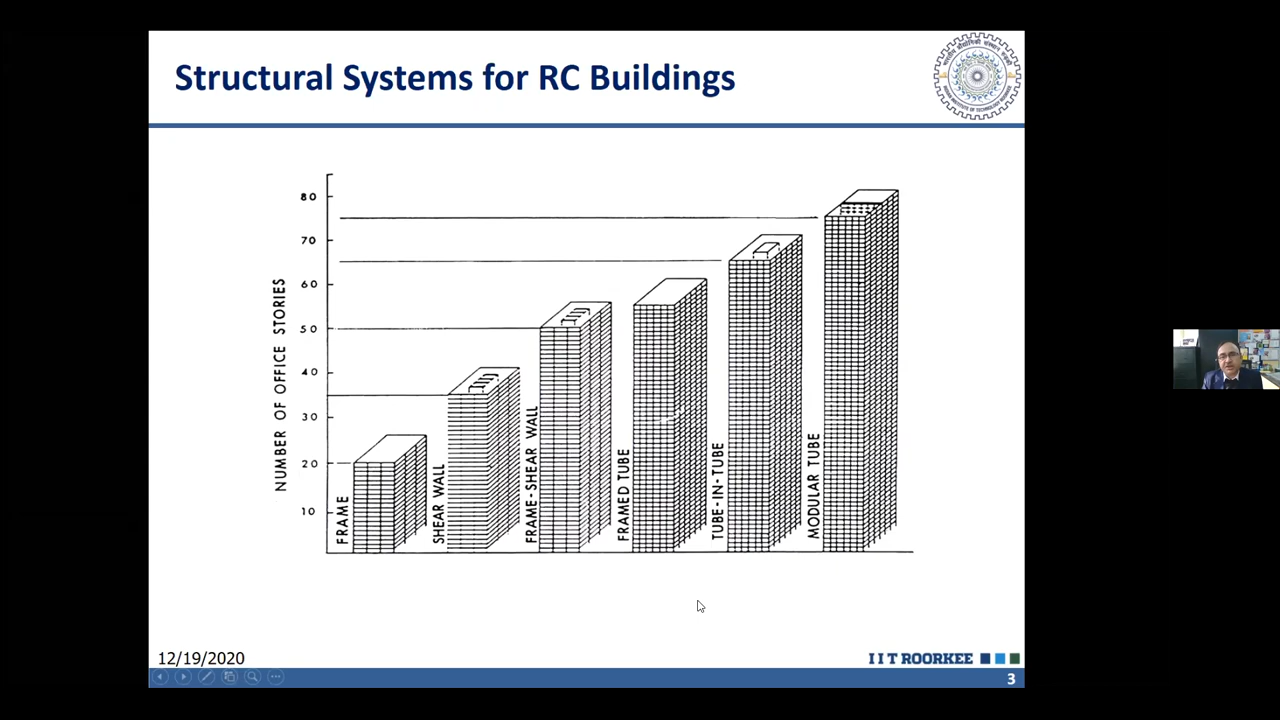 Structural Systems for RC Buildings
NUMBER OF OFFICE STORIES
80
70
60
50
40
30
20
10
FRAME
SHEAR WALL
FRAME-SHEAR WALL
FRAMED TUBE
TUBE-IN-TUBE
MODULAR TUBE
12/19/2020
I I T ROORKEE
3